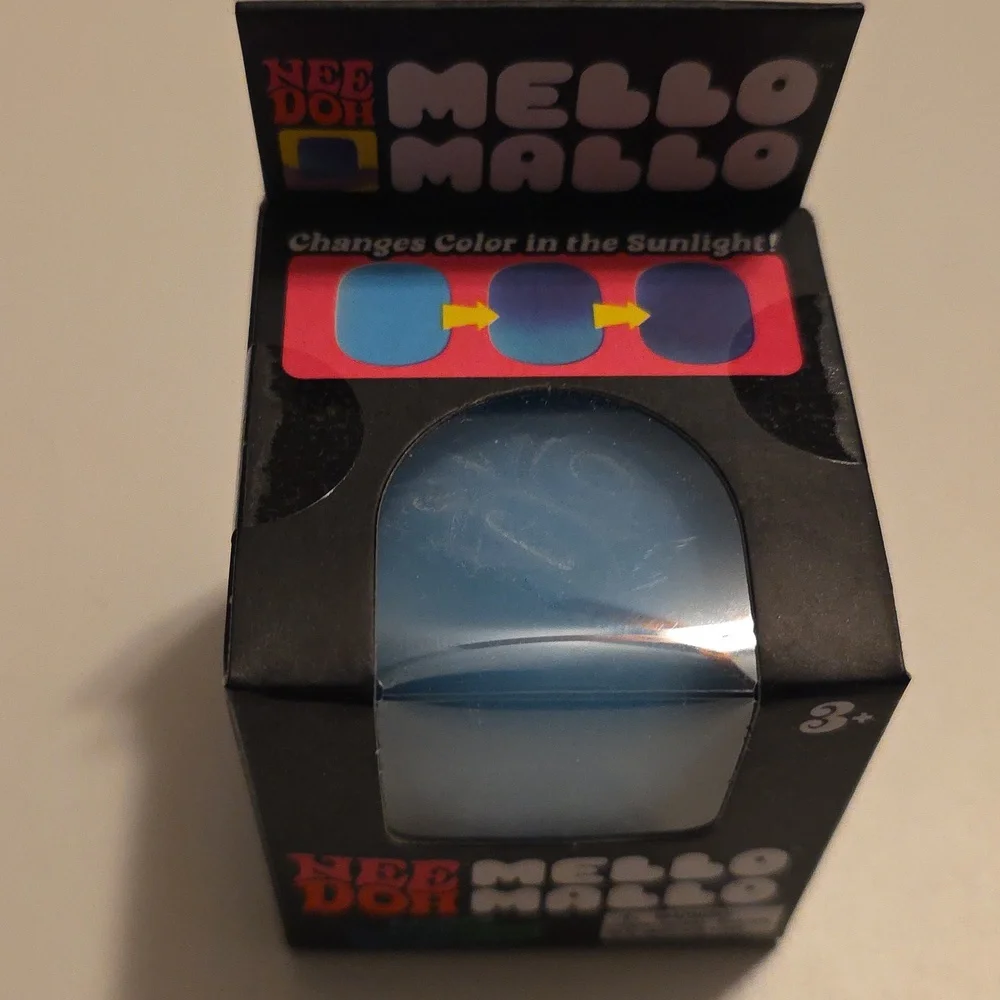 NEE
DOH
MELLO
MALLO
Changes Color in the Sunlight!
3+
NEE
DOH
MELLO
MALLO